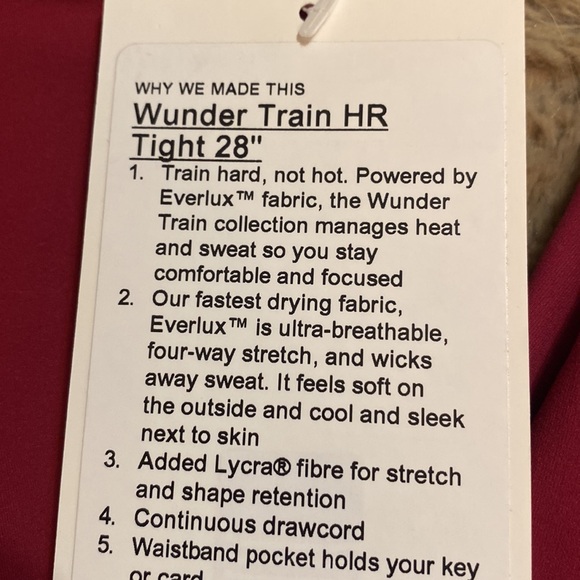 WHY WE MADE THIS
Wunder Train HR
Tight 28"
1. Train hard, not hot. Powered by
Everlux™ fabric, the Wunder
Train collection manages heat
and sweat so you stay
comfortable and focused
2. Our fastest drying fabric,
Everlux™ is ultra-breathable,
four-way stretch, and wicks
away sweat. It feels soft on
the outside and cool and sleek
next to skin
3. Added Lycra® fibre for stretch
and shape retention
4. Continuous drawcord
5. Waistband pocket holds your key
or card